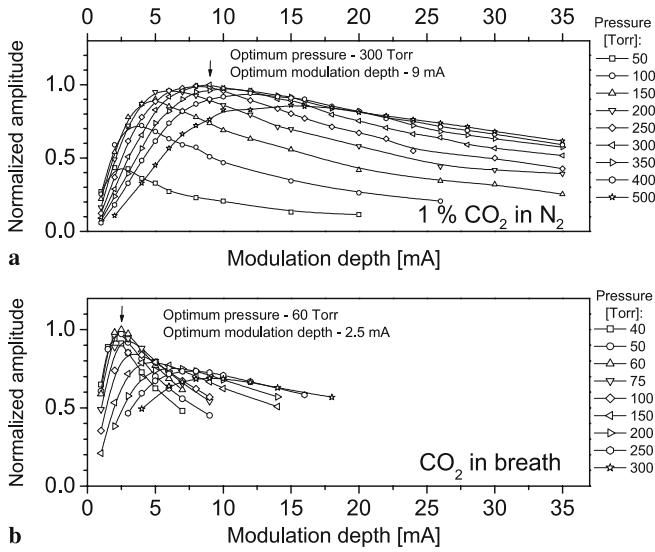 0 5 10 15 20 25 30 35
Pressure
[Torr]:
50
100
150
200
250
300
350
400
500
Optimum pressure - 300 Torr
Optimum modulation depth - 9 mA
Normalized amplitude
1.0
0.5
0.0
1 % CO2 in N2
a
Modulation depth [mA]
Pressure
[Torr]:
40
50
60
75
100
150
200
250
300
Optimum pressure - 60 Torr
Optimum modulation depth - 2.5 mA
Normalized amplitude
1.0
0.5
0.0
CO2 in breath
0 5 10 15 20 25 30 35
b
Modulation depth [mA]